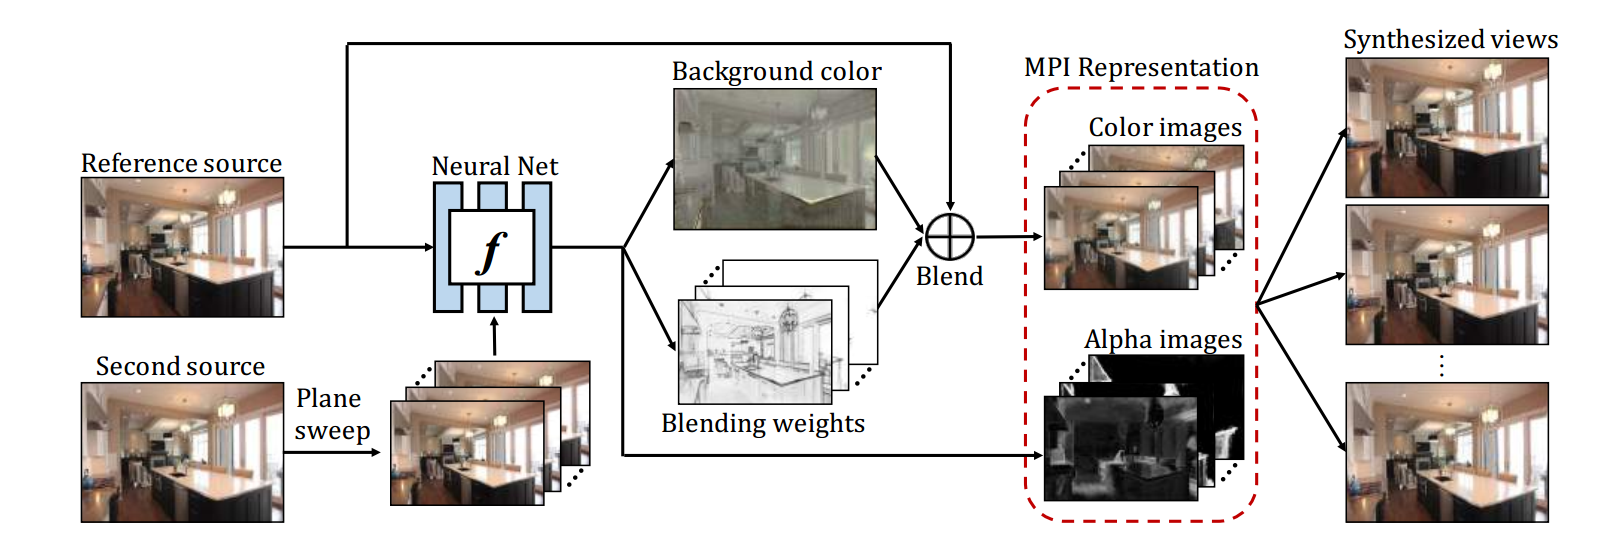 Synthesized views
MPI Representation
Background color
Color images
Reference source
Neural Net
f
Blend
Second source
Plane
sweep
Blending weights
Alpha images